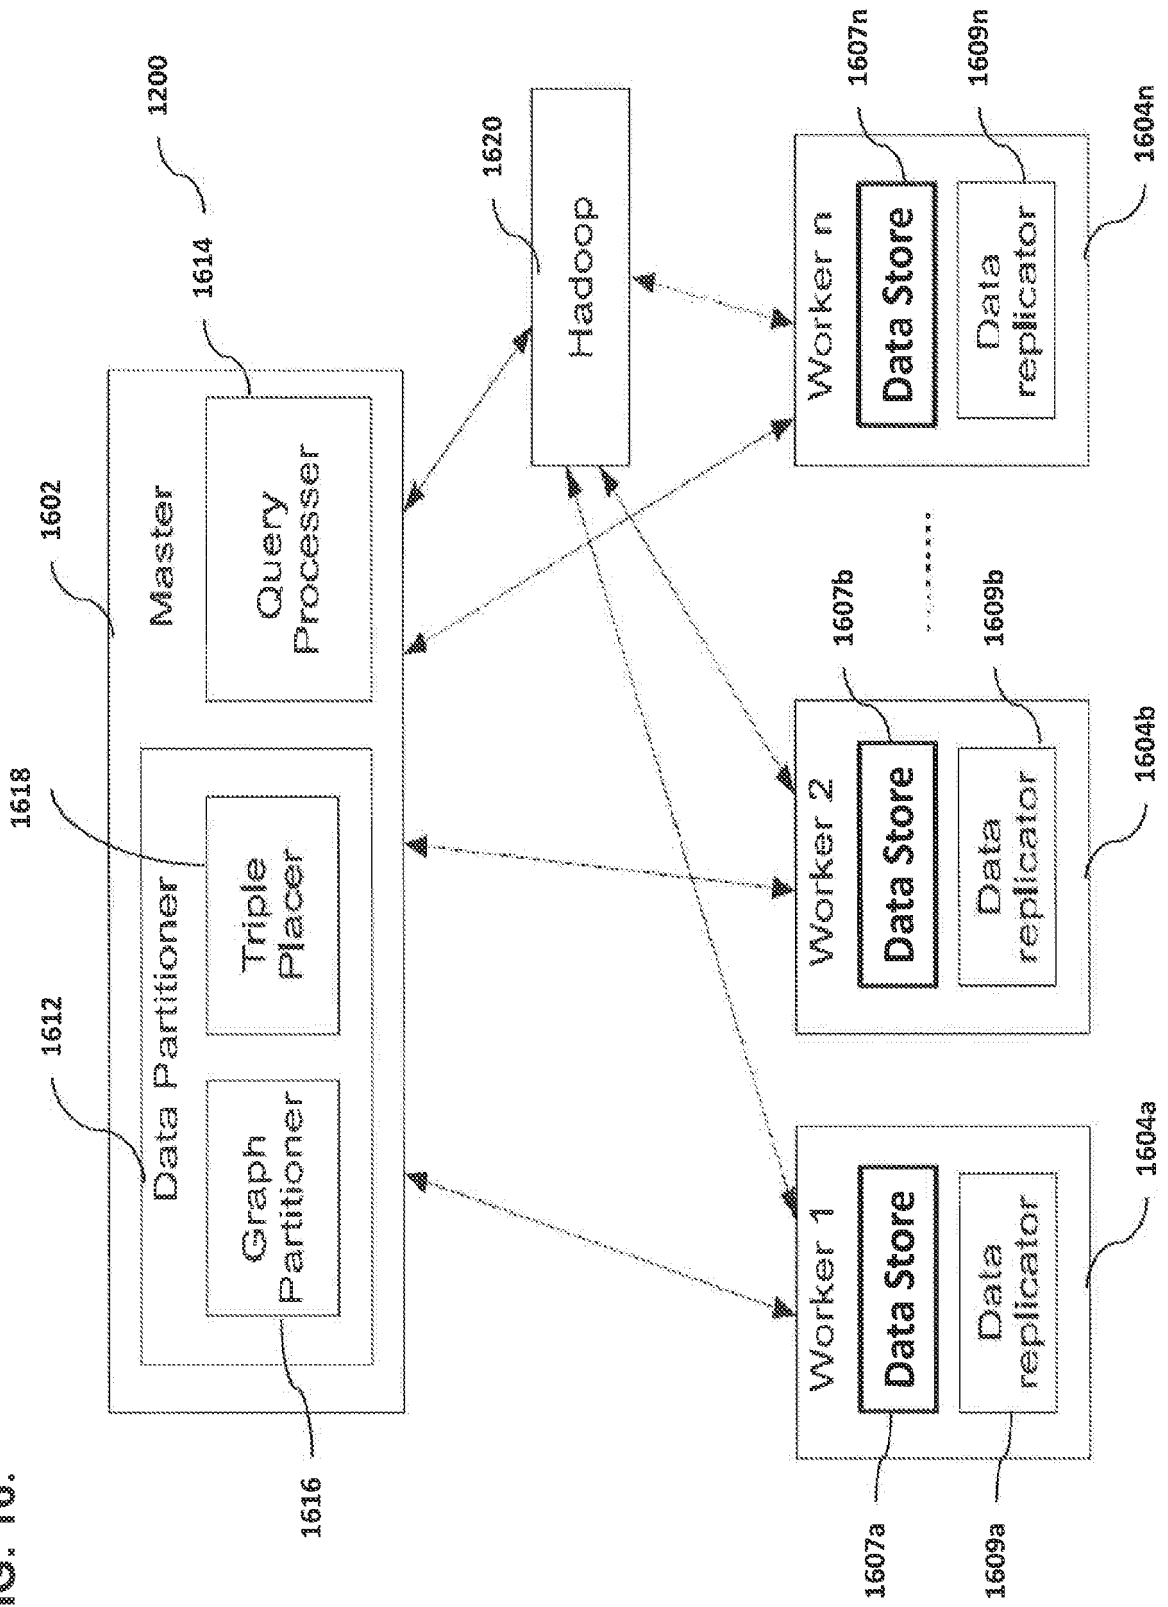 1618
1612
1602
1200
1614
Data Partitioner
Master
Graph
Partitioner
Triple
Placer
Query
Processer
1616
1620
Hadoop
Worker 1
Data Store
Data
replicator
1607a
1609a
1604a
Worker 2
Data Store
Data
replicator
1607b
1609b
1604b
Worker n
Data Store
Data
replicator
1607n
1609n
1604n